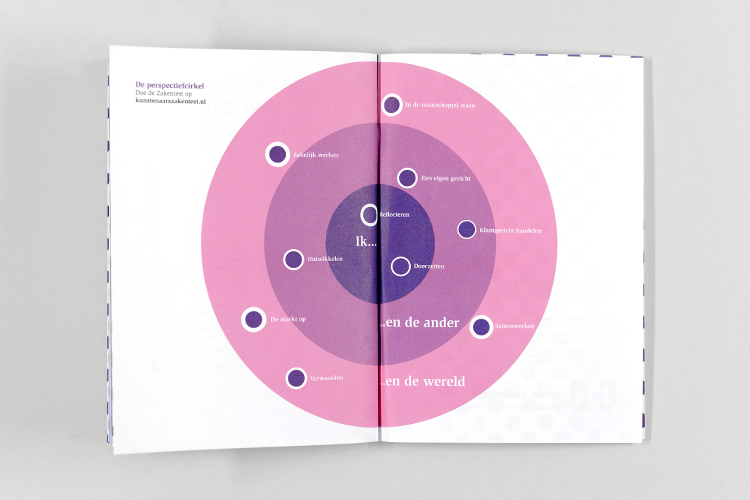 De perspectiefcirkel
Doe de Zakentest op
kunstenaarszakentest.nl
In de maatschappij staan
Zakelijk werken
Een eigen gezicht
Reflecteren
Klantgericht handelen
Ik...
Ontwikkelen
Doorzetten
De markt op
...en de ander
Samenwerken
Verwoorden
...en de wereld